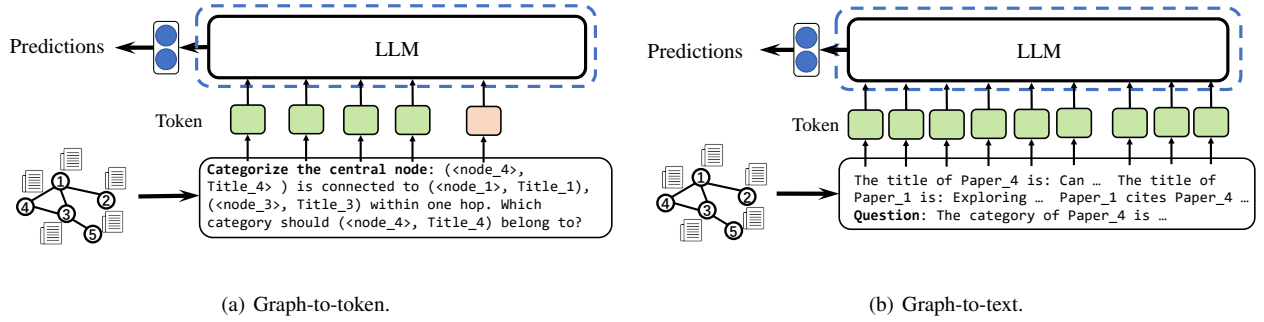 Predictions
LLM
Token
1
2
3
4
5
Categorize the central node: (<node_4>,
Title_4> ) is connected to (<node_1>, Title_1),
(<node_3>, Title_3) within one hop. Which
category should (<node_4>, Title_4) belong to?
(a) Graph-to-token.
Predictions
LLM
Token
1
2
3
4
5
The title of Paper_4 is: Can … The title of
Paper_1 is: Exploring … Paper_1 cites Paper_4 …
Question: The category of Paper_4 is …
(b) Graph-to-text.